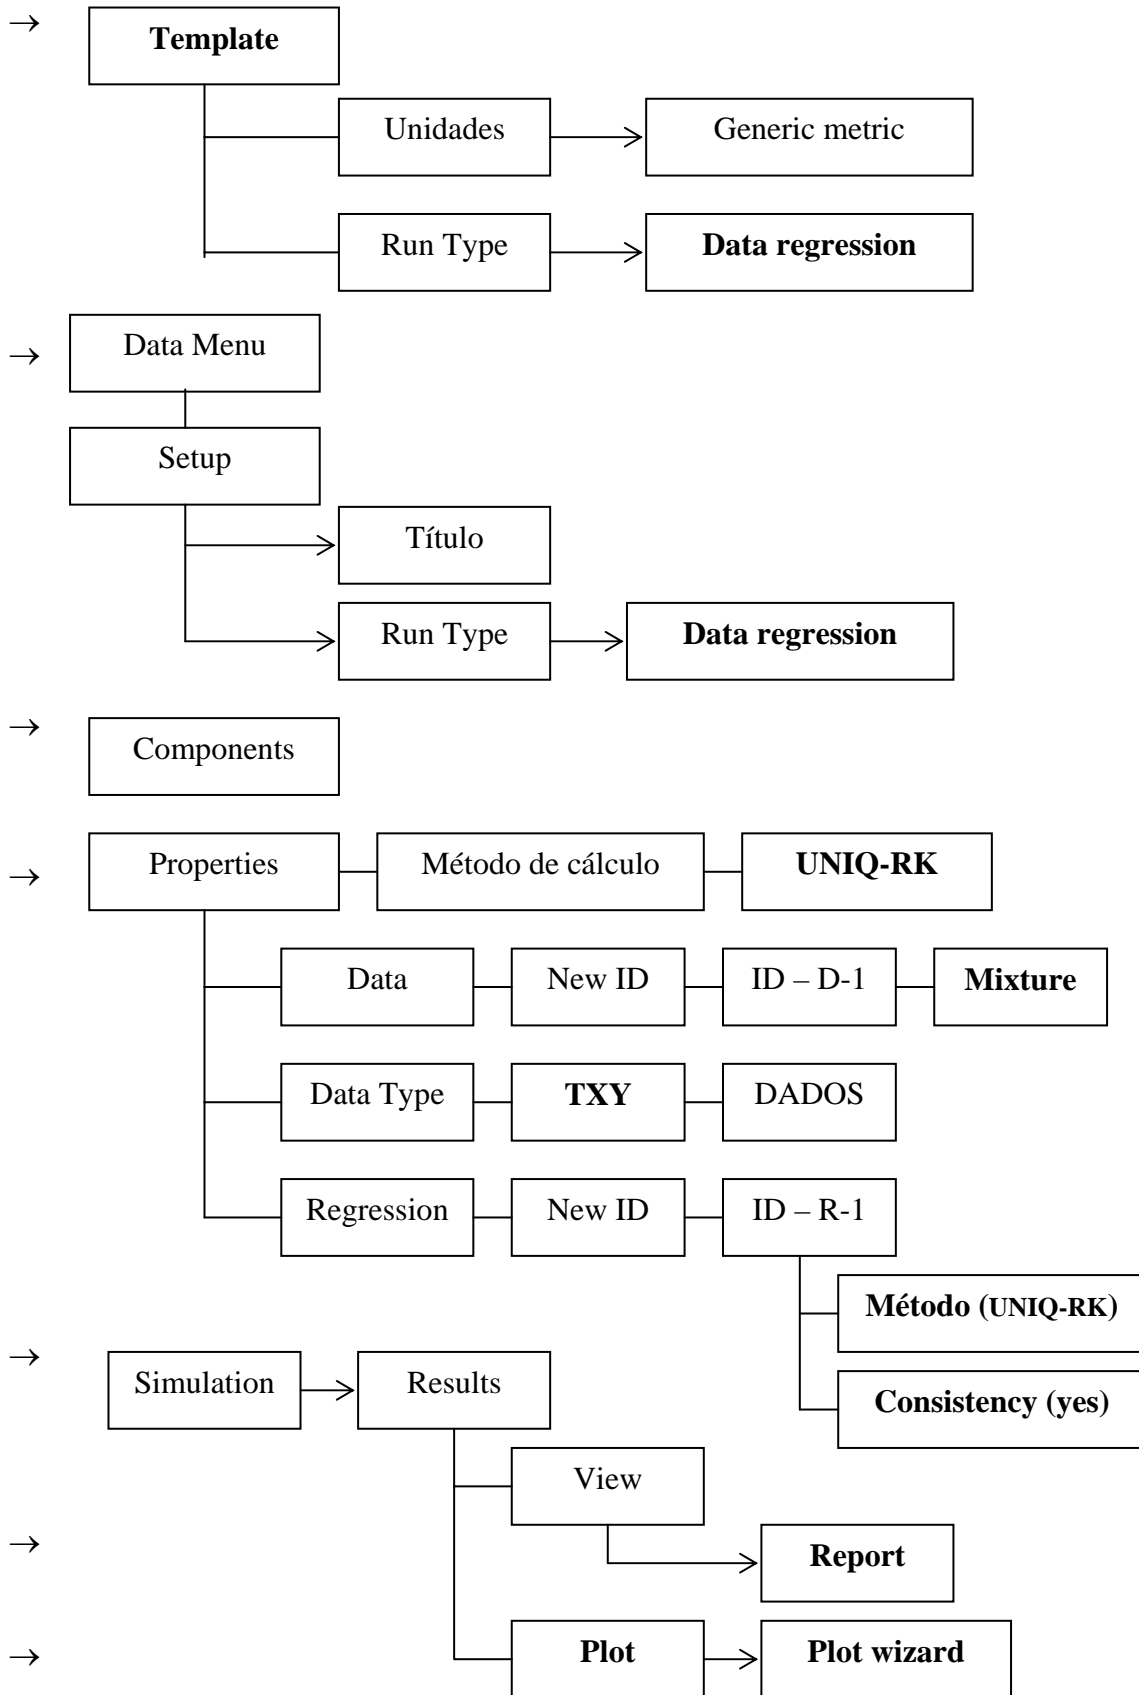 →
Template
Unidades
Generic metric
Run Type
Data regression
→
Data Menu
Setup
Título
Run Type
Data regression
→
Components
→
Properties
Método de cálculo
UNIQ-RK
Data
New ID
ID – D-1
Mixture
Data Type
TXY
DADOS
Regression
New ID
ID – R-1
Método (UNIQ-RK)
Consistency (yes)
→
Simulation
Results
View
→
Report
→
Plot
Plot wizard